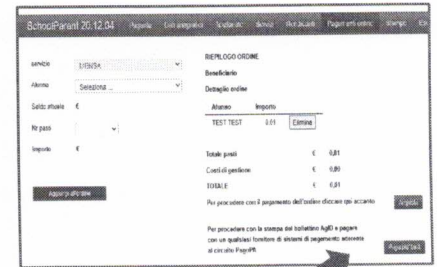 SchoolParent 20.12.04
Servizio MENSA
Alunno Seleziona ...
Saldo attuale €
Nr pasti
Importo €
Aggiungi all'ordine
RIEPILOGO ORDINE
Beneficiario
Dettaglio ordine
Alunno Importo
TEST TEST 0.01 Elimina
Totale pasti € 0,01
Costi di gestione € 0,00
TOTALE € 0,01
Per procedere con il pagamento dell'ordine cliccare qui accanto
Per procedere con la stampa del bollettino AgID e pagare
con un qualsiasi fornitore di sistemi di pagamento aderente
al circuito PagoPA